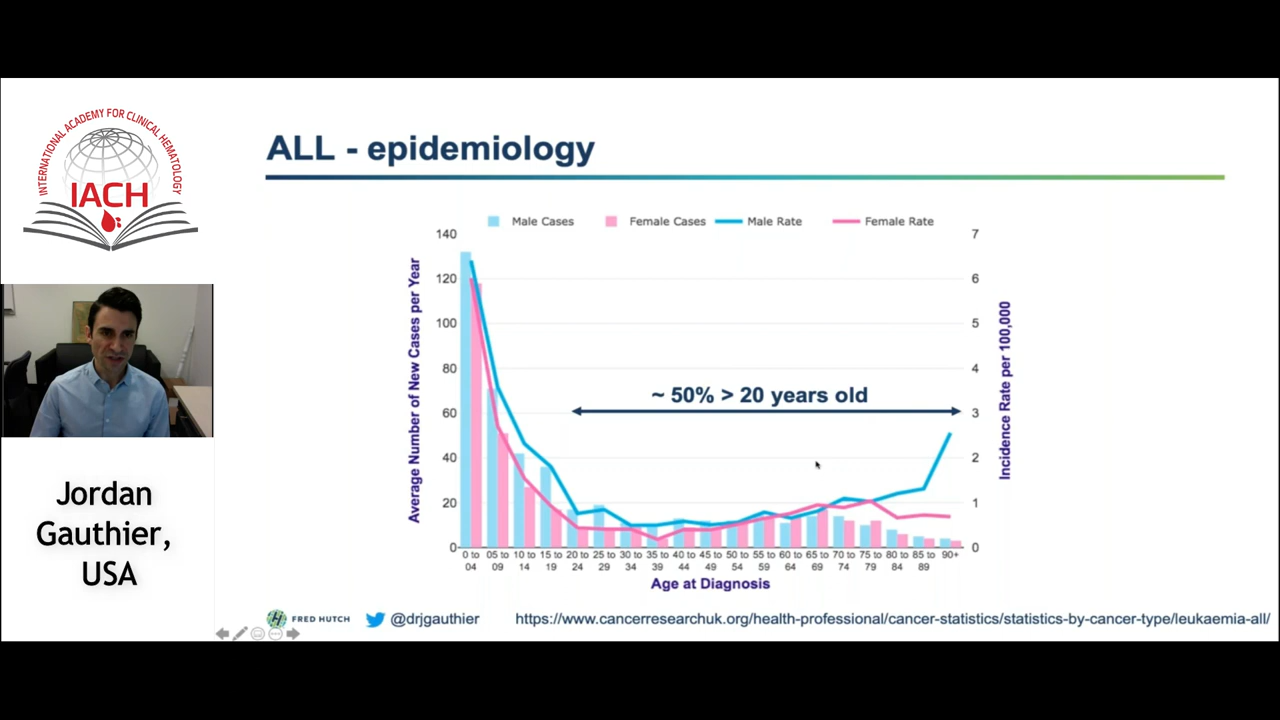 INTERNATIONAL ACADEMY FOR CLINICAL HEMATOLOGY
IACH
Jordan
Gauthier,
USA
ALL - epidemiology
Male Cases
Female Cases
Male Rate
Female Rate
Average Number of New Cases per Year
140
120
100
80
60
40
20
0
~ 50% > 20 years old
7
6
5
4
3
2
1
0
Incidence Rate per 100,000
0 to 04
05 to 09
10 to 14
15 to 19
20 to 24
25 to 29
30 to 34
35 to 39
40 to 44
45 to 49
50 to 54
55 to 59
60 to 64
65 to 69
70 to 74
75 to 79
80 to 84
85 to 89
90+
Age at Diagnosis
FRED HUTCH
@drjgauthier
https://www.cancerresearchuk.org/health-professional/cancer-statistics/statistics-by-cancer-type/leukaemia-all/